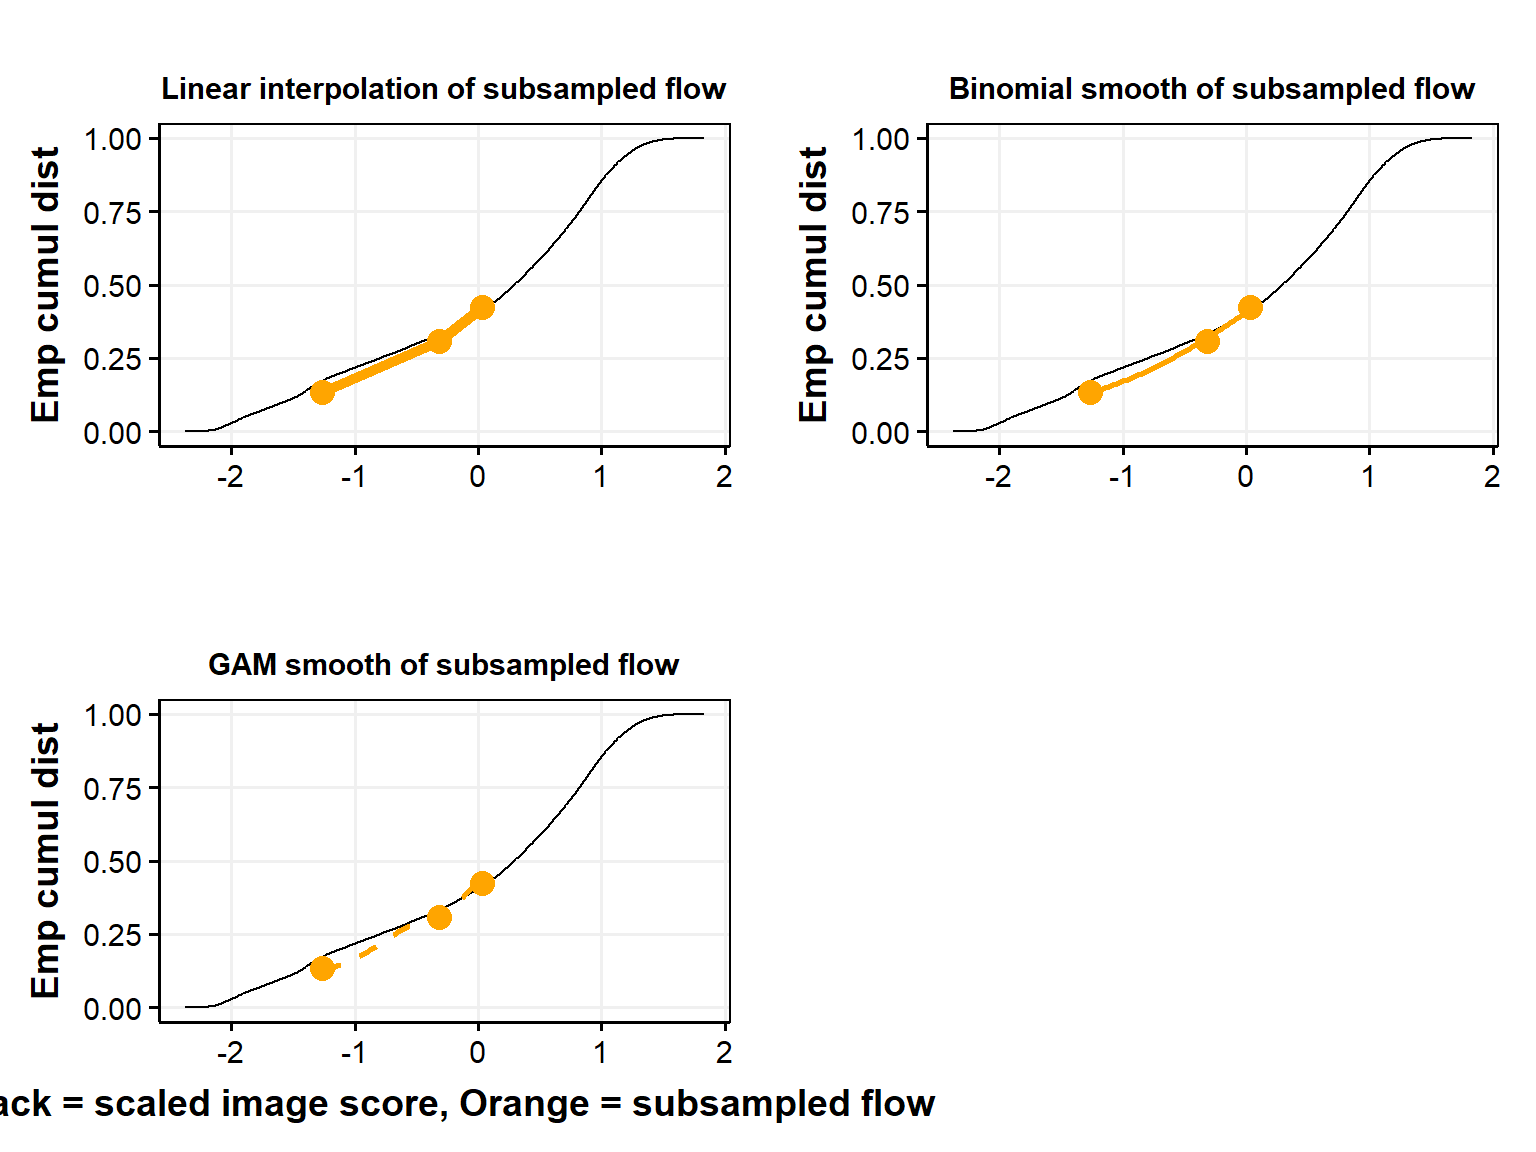 Linear interpolation of subsampled flow
Emp cumul dist
1.00
0.75
0.50
0.25
0.00
-2 -1 0 1 2
Binomial smooth of subsampled flow
Emp cumul dist
1.00
0.75
0.50
0.25
0.00
-2 -1 0 1 2
GAM smooth of subsampled flow
Emp cumul dist
1.00
0.75
0.50
0.25
0.00
-2 -1 0 1 2
= scaled image score, Orange = subsampled flow